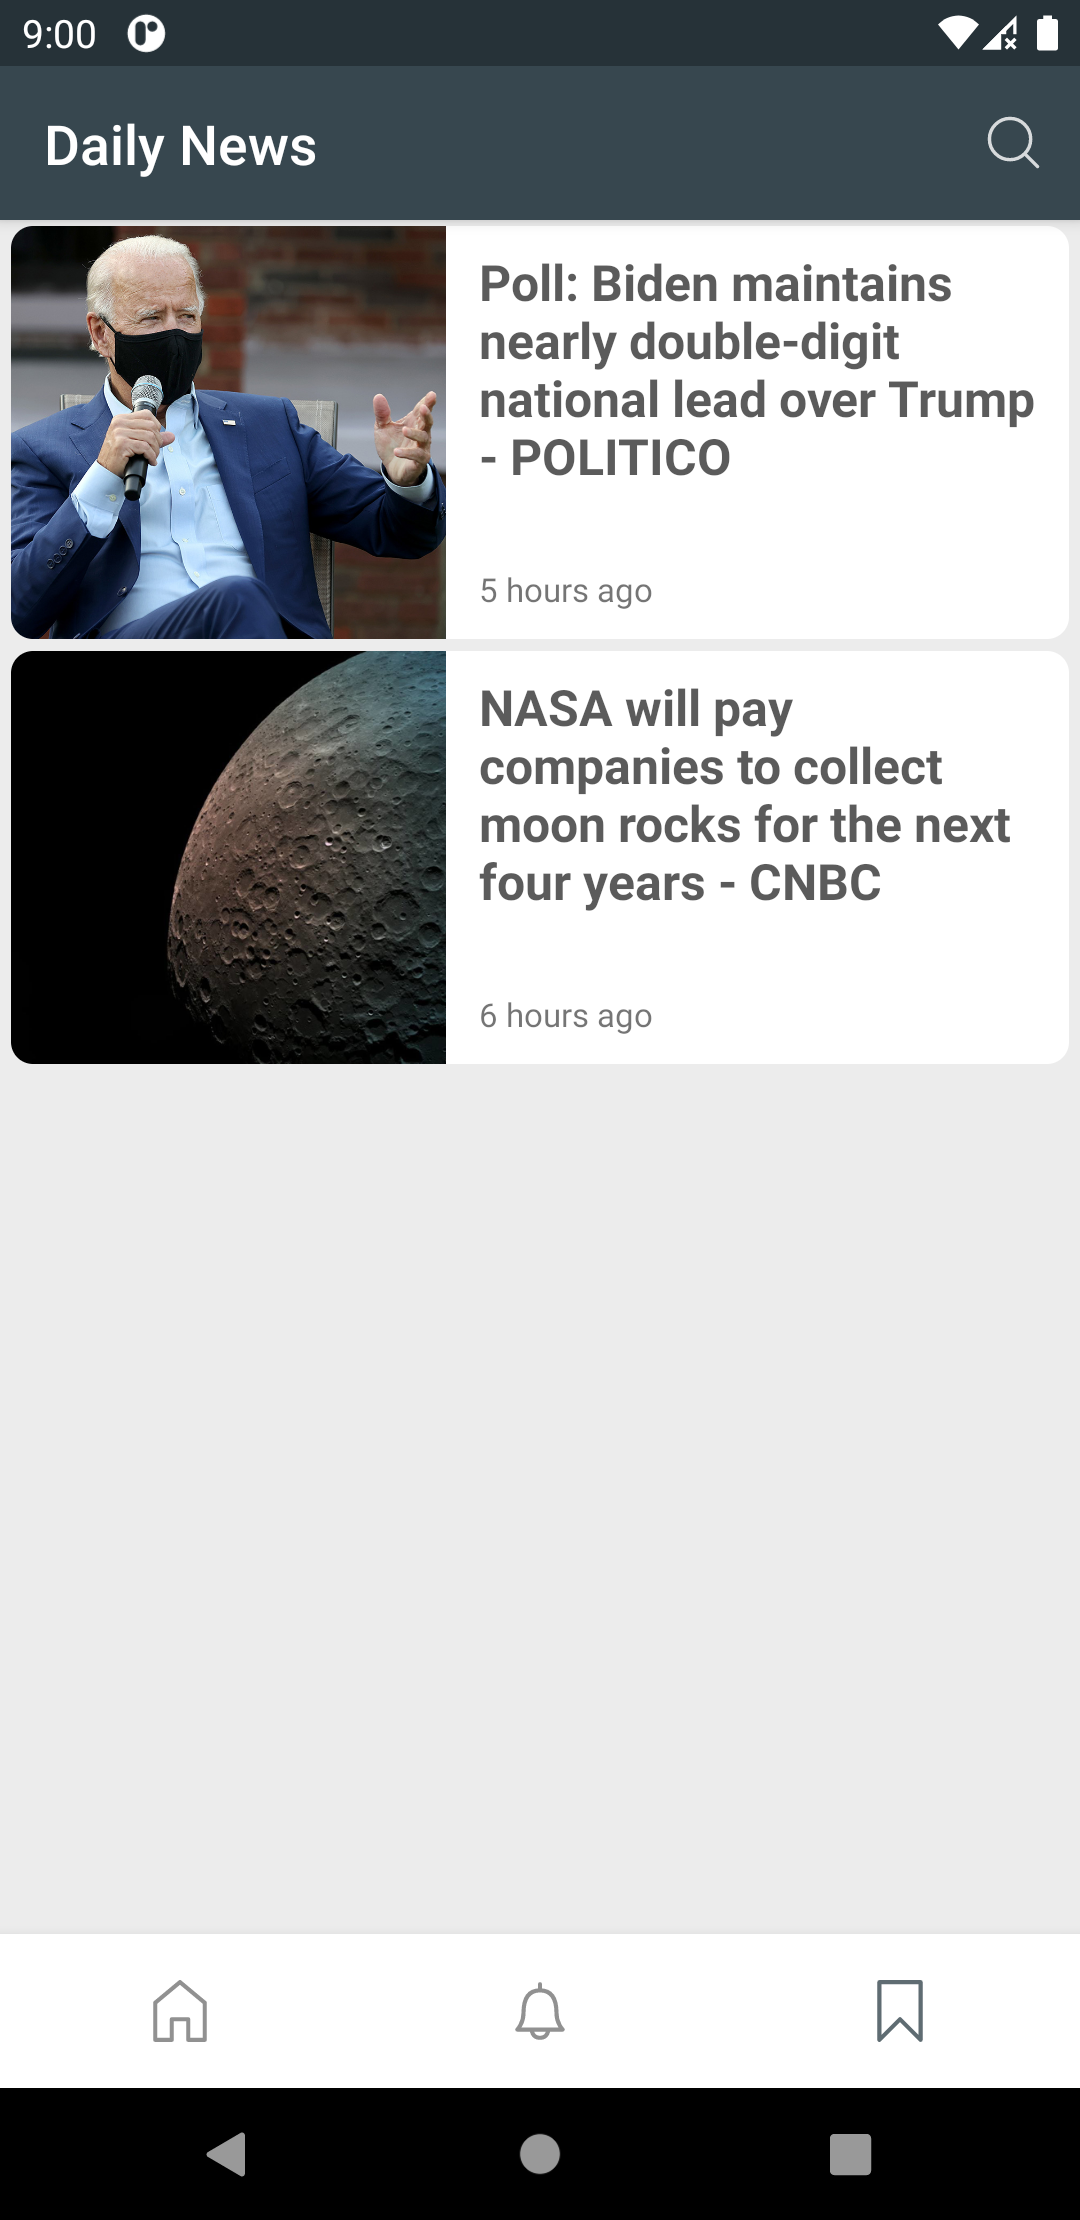 9:00
Daily News
Poll: Biden maintains
nearly double-digit
national lead over Trump
- POLITICO
5 hours ago
NASA will pay
companies to collect
moon rocks for the next
four years - CNBC
6 hours ago